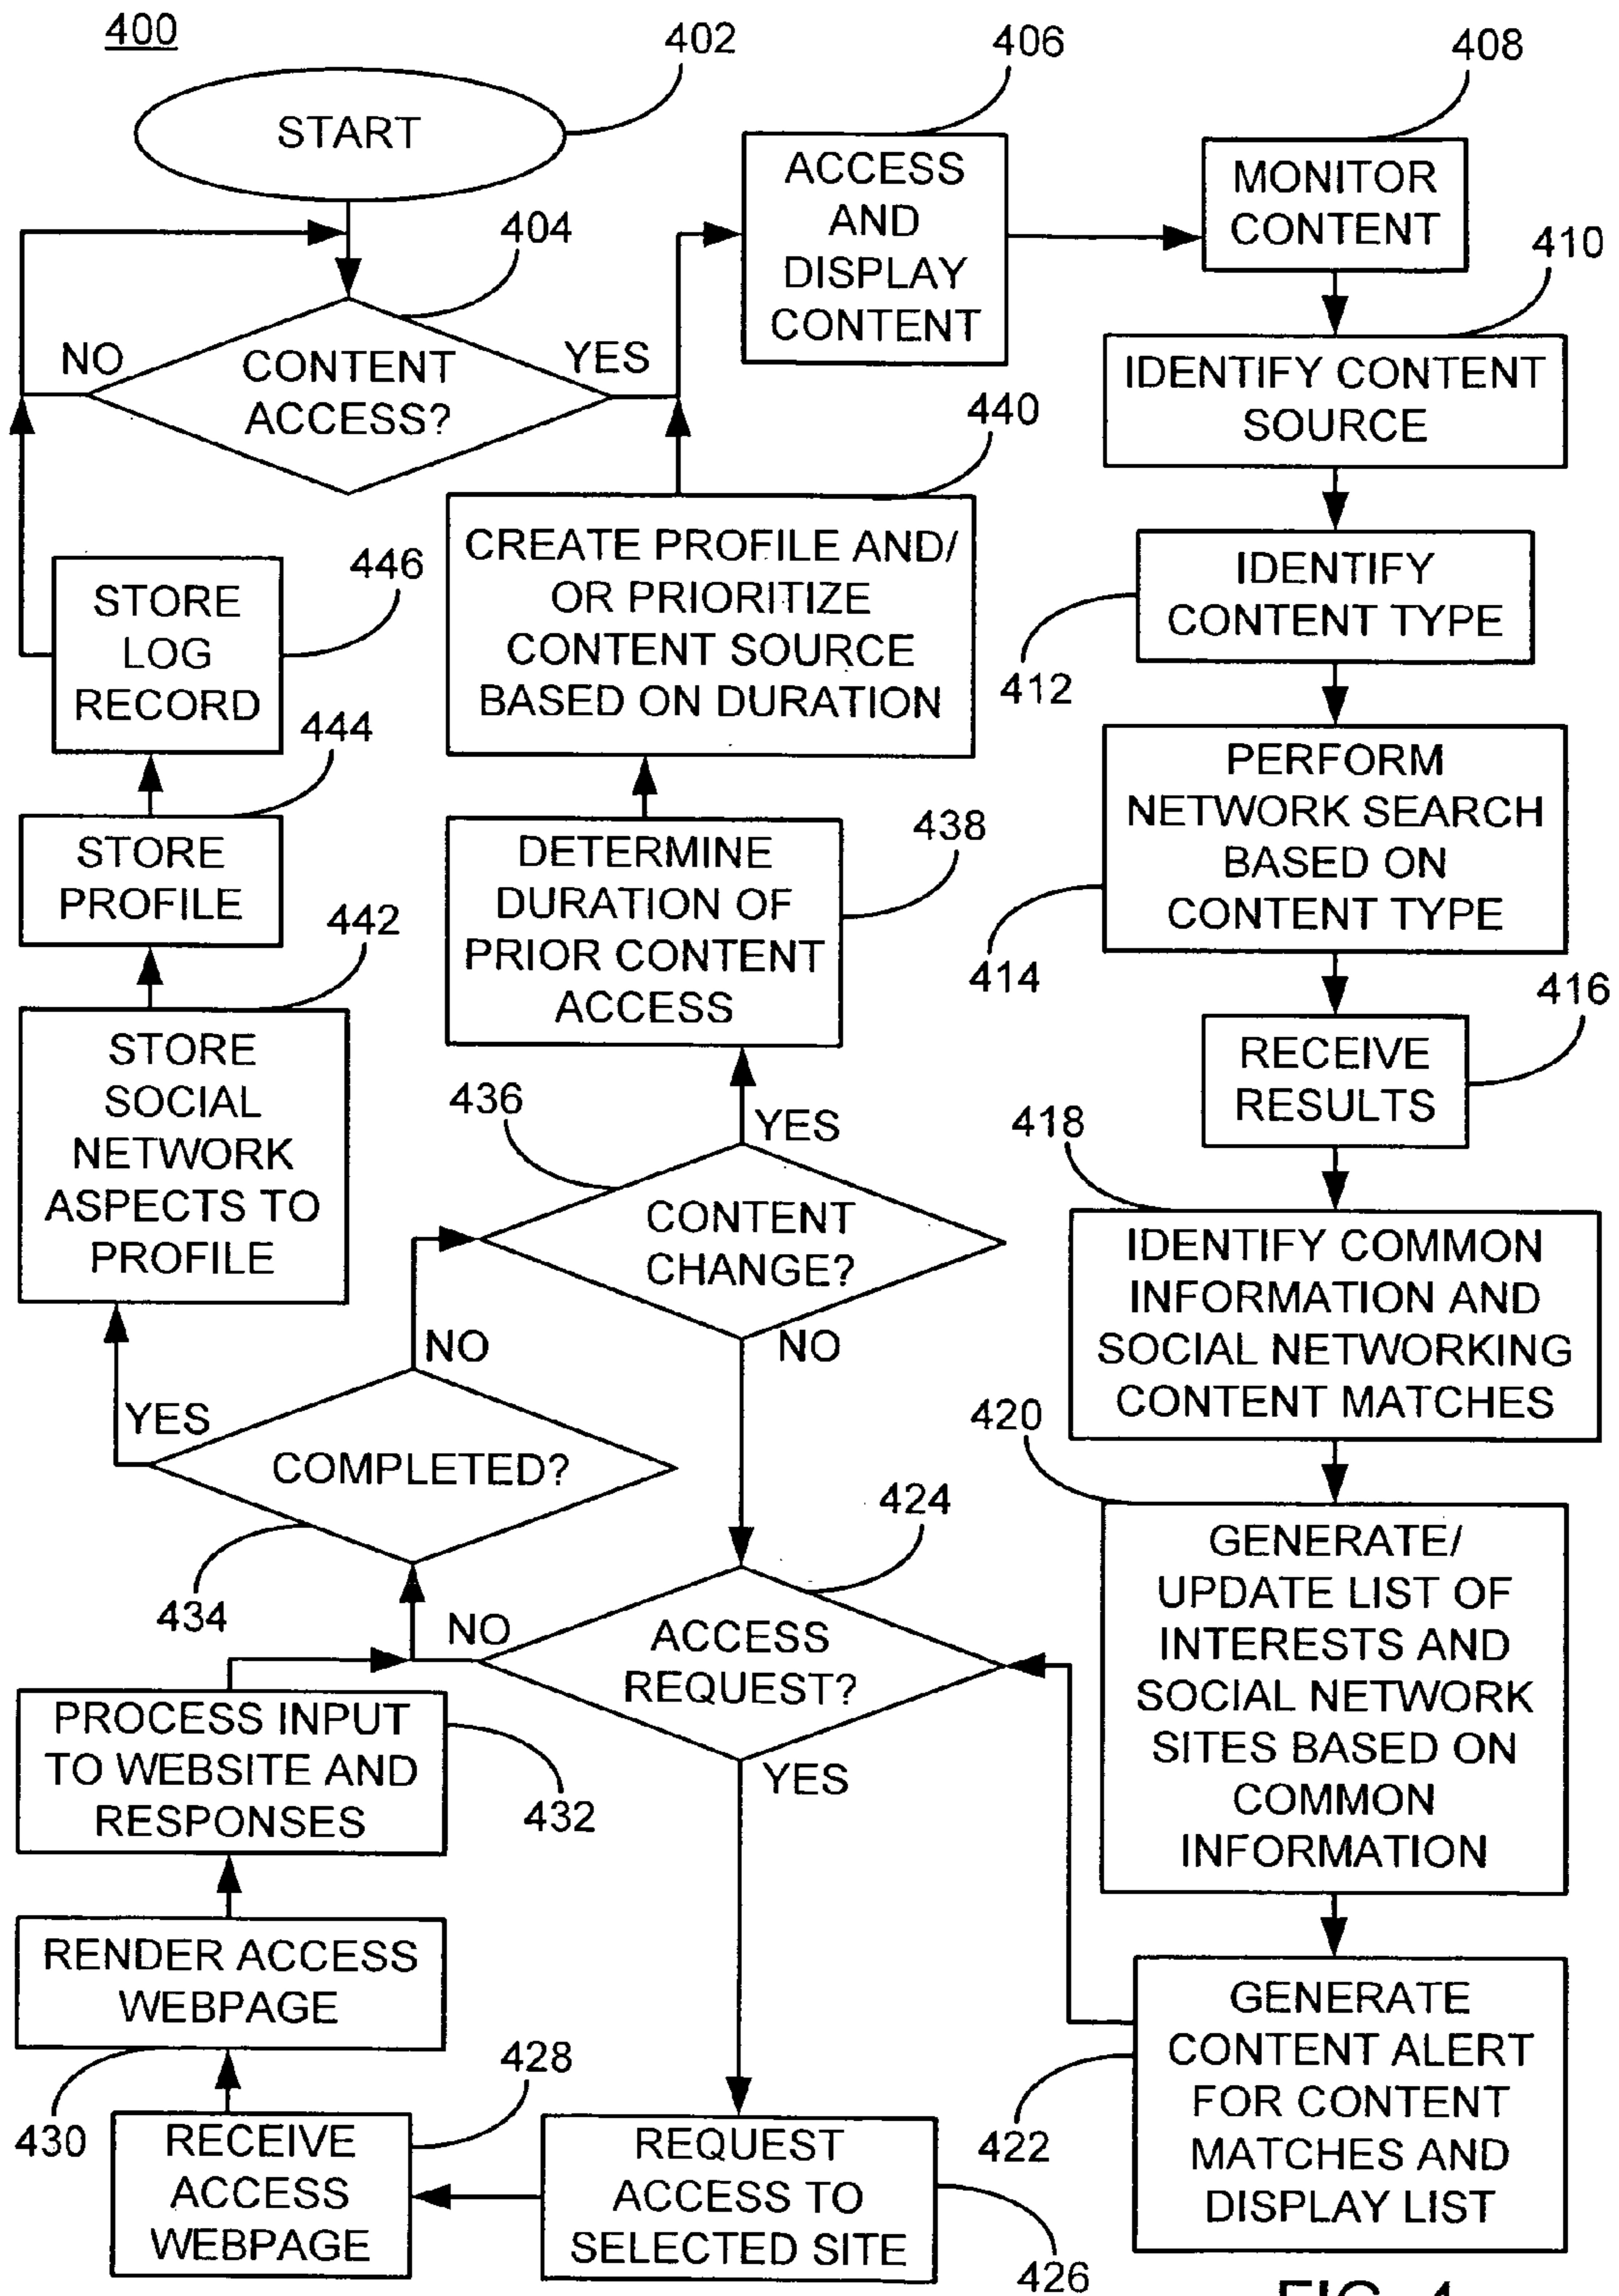 400
402
START
404
NO
CONTENT
ACCESS?
YES
406
ACCESS
AND
DISPLAY
CONTENT
408
MONITOR
CONTENT
410
IDENTIFY CONTENT
SOURCE
412
IDENTIFY
CONTENT TYPE
414
PERFORM
NETWORK SEARCH
BASED ON
CONTENT TYPE
416
RECEIVE
RESULTS
418
IDENTIFY COMMON
INFORMATION AND
SOCIAL NETWORKING
CONTENT MATCHES
420
GENERATE/
UPDATE LIST OF
INTERESTS AND
SOCIAL NETWORK
SITES BASED ON
COMMON
INFORMATION
422
GENERATE
CONTENT ALERT
FOR CONTENT
MATCHES AND
DISPLAY LIST
424
ACCESS
REQUEST?
NO
YES
426
REQUEST
ACCESS TO
SELECTED SITE
428
RECEIVE
ACCESS
WEBPAGE
430
RENDER ACCESS
WEBPAGE
432
PROCESS INPUT
TO WEBSITE AND
RESPONSES
434
COMPLETED?
YES
NO
436
CONTENT
CHANGE?
YES
NO
438
DETERMINE
DURATION OF
PRIOR CONTENT
ACCESS
440
CREATE PROFILE AND/
OR PRIORITIZE
CONTENT SOURCE
BASED ON DURATION
442
STORE
SOCIAL
NETWORK
ASPECTS TO
PROFILE
444
STORE
PROFILE
446
STORE
LOG
RECORD
FIG. 4